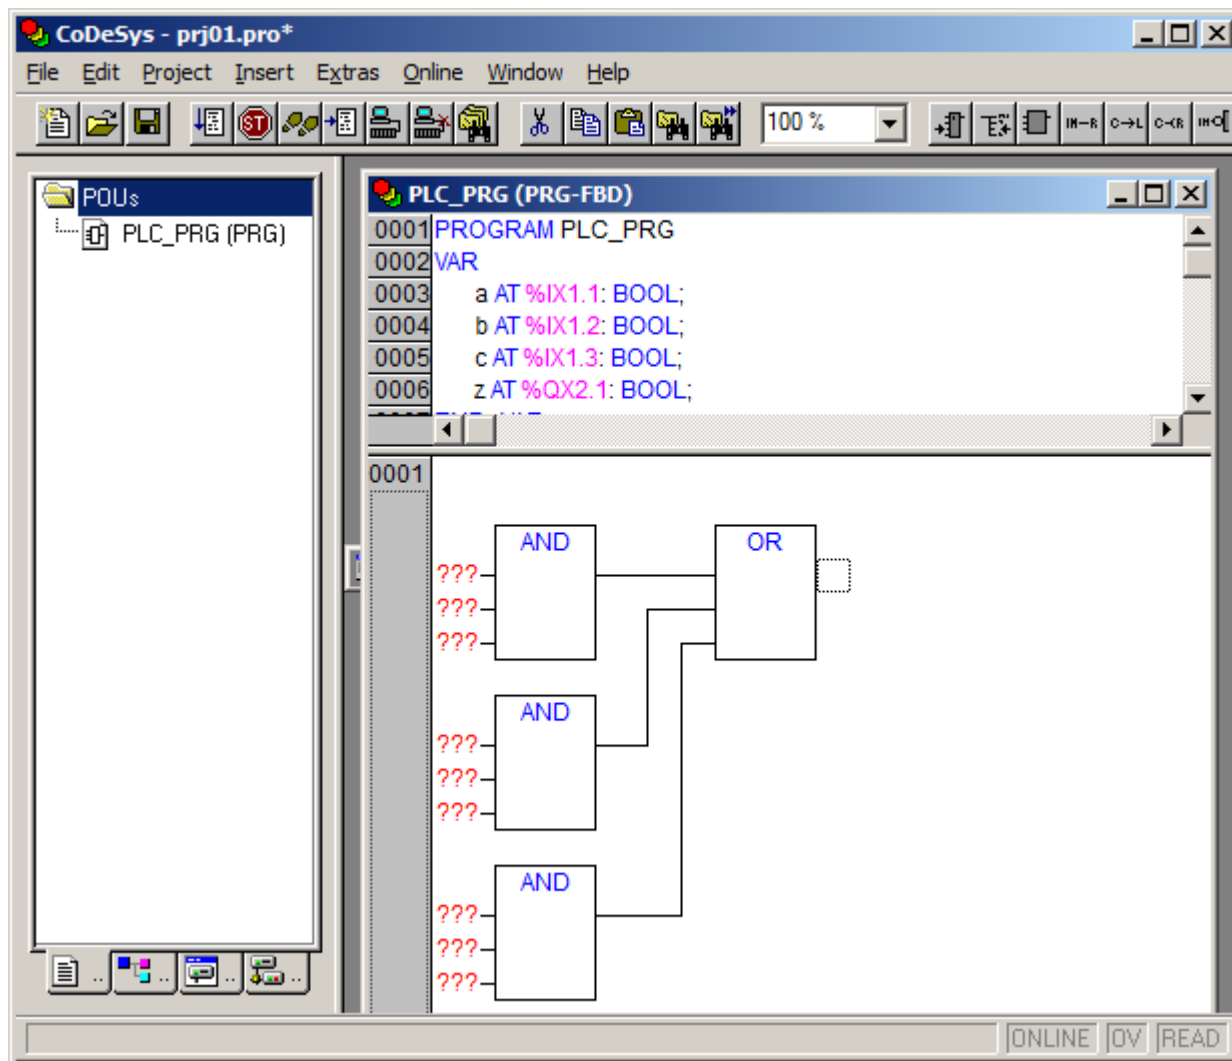 CoDeSys - prj01.pro*
File Edit Project Insert Extras Online Window Help
ST 100 % IN-R C→L C-(R
POUs
PLC_PRG (PRG)
PLC_PRG (PRG-FBD)
0001 PROGRAM PLC_PRG
0002 VAR
0003 a AT %IX1.1: BOOL;
0004 b AT %IX1.2: BOOL;
0005 c AT %IX1.3: BOOL;
0006 z AT %QX2.1: BOOL;
0001
AND OR
???
???
???
AND
???
???
???
AND
???
???
???
.. .. .. ..
ONLINE OV READ